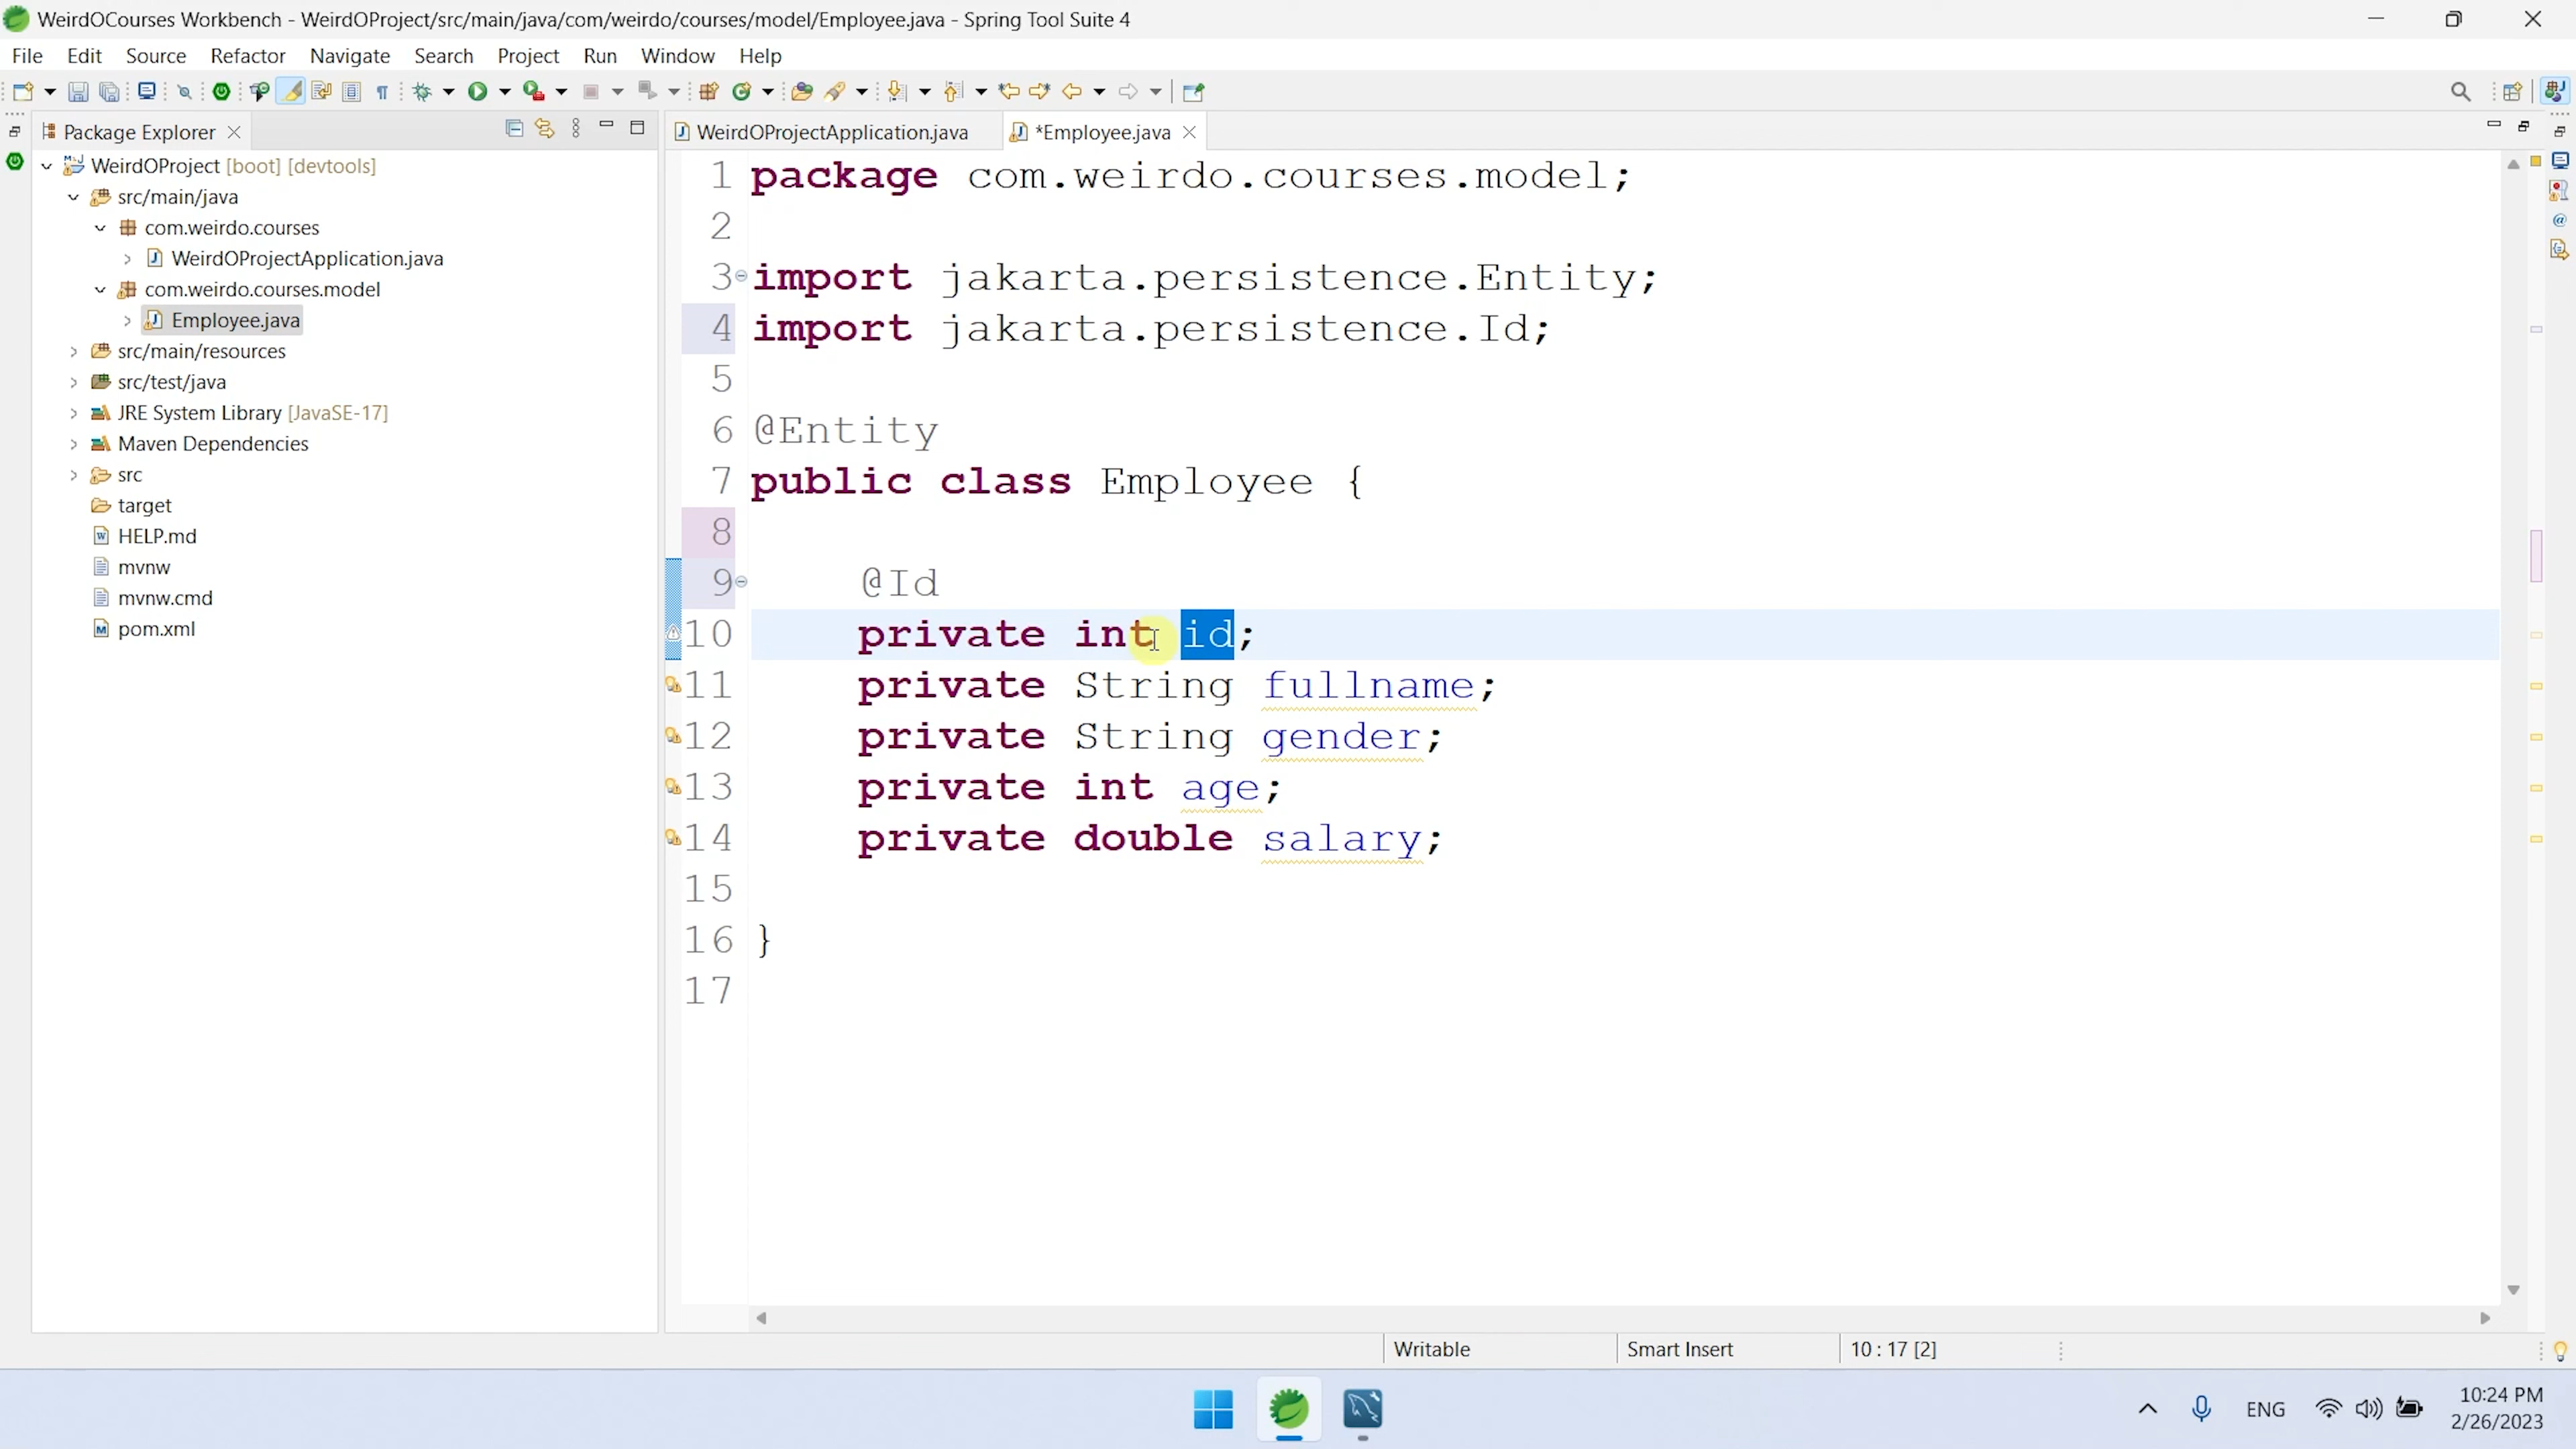 WeirdOCourses Workbench - WeirdOProject/src/main/java/com/weirdo/courses/model/Employee.java - Spring Tool Suite 4
File Edit Source Refactor Navigate Search Project Run Window Help
Package Explorer
WeirdOProject [boot] [devtools]
src/main/java
com.weirdo.courses
WeirdOProjectApplication.java
com.weirdo.courses.model
Employee.java
src/main/resources
src/test/java
JRE System Library [JavaSE-17]
Maven Dependencies
src
target
HELP.md
mvnw
mvnw.cmd
pom.xml
WeirdOProjectApplication.java *Employee.java
1 package com.weirdo.courses.model;
2
3 import jakarta.persistence.Entity;
4 import jakarta.persistence.Id;
5
6 @Entity
7 public class Employee {
8
9 @Id
10 private int id;
11 private String fullname;
12 private String gender;
13 private int age;
14 private double salary;
15
16 }
17
Writable Smart Insert 10 : 17 [2]
ENG 10:24 PM
2/26/2023